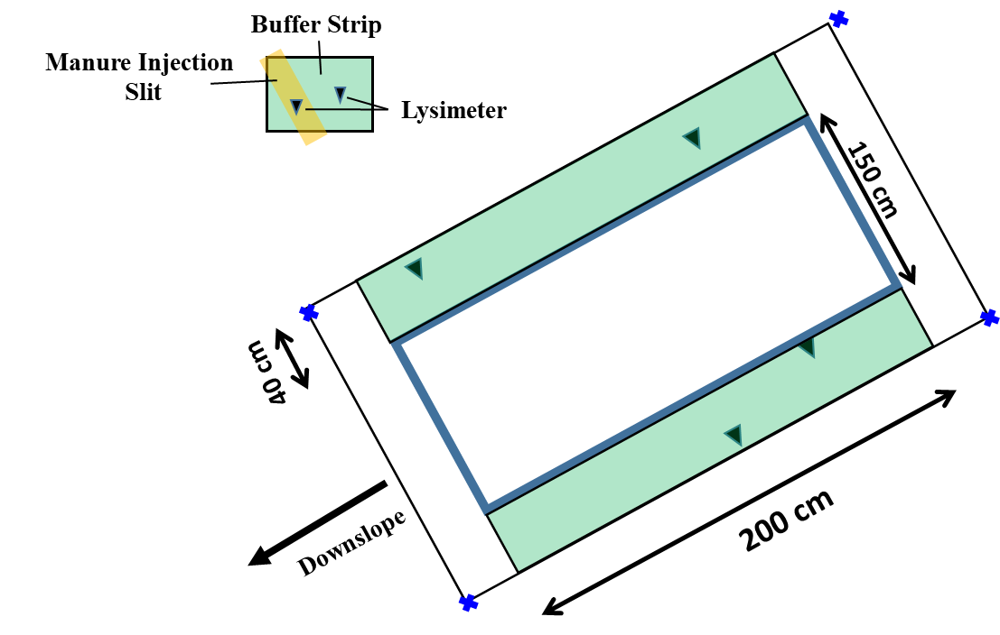 Buffer Strip
Manure Injection
Slit
Lysimeter
150 cm
40 cm
200 cm
Downslope